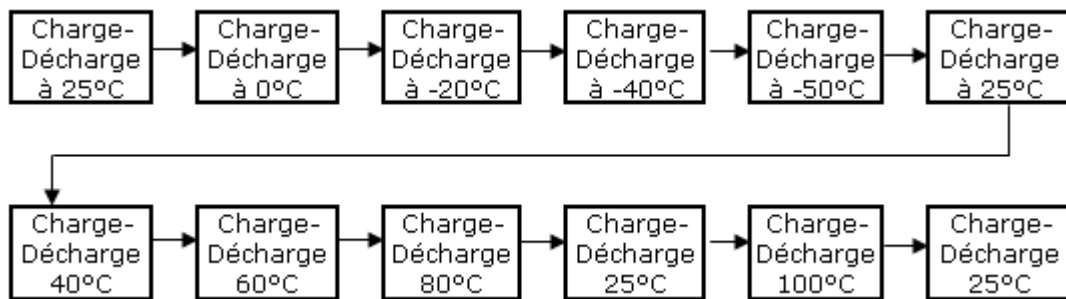 Charge-
Décharge
à 25°C
Charge-
Décharge
à 0°C
Charge-
Décharge
à -20°C
Charge-
Décharge
à -40°C
Charge-
Décharge
à -50°C
Charge-
Décharge
à 25°C
Charge-
Décharge
40°C
Charge-
Décharge
60°C
Charge-
Décharge
80°C
Charge-
Décharge
25°C
Charge-
Décharge
100°C
Charge-
Décharge
25°C